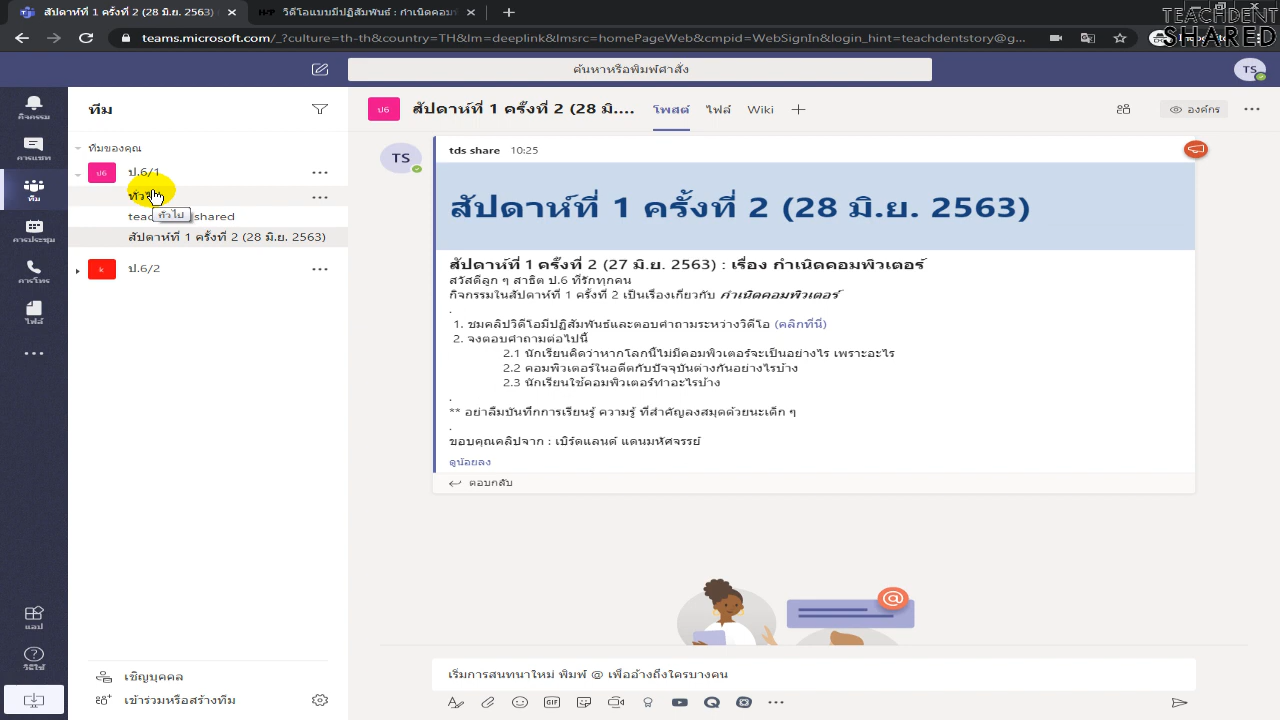 สัปดาห์ที่ 1 ครั้งที่ 2 (28 มิ.ย. 2563)
วิดีโอแบบมีปฏิสัมพันธ์ : กำเนิดคอม
TEACHDENT
SHARED
teams.microsoft.com/_?culture=th-th&country=TH&lm=deeplink&lmsrc=homePageWeb&cmpid=WebSignIn&login_hint=teachdentstory@g...
ค้นหาหรือพิมพ์คำสั่ง
TS
กิจกรรม
การแชท
ทีม
การประชุม
การโทร
ไฟล์
แอป
วิธีใช้
ทีม
ทีมของคุณ
ป6 ป.6/1
ทั่วไป
shared
สัปดาห์ที่ 1 ครั้งที่ 2 (28 มิ.ย. 2563)
k ป.6/2
เชิญบุคคล
เข้าร่วมหรือสร้างทีม
ป6 สัปดาห์ที่ 1 ครั้งที่ 2 (28 มิ.... โพสต์ ไฟล์ Wiki องค์กร
TS tds share 10:25
สัปดาห์ที่ 1 ครั้งที่ 2 (28 มิ.ย. 2563)
สัปดาห์ที่ 1 ครั้งที่ 2 (27 มิ.ย. 2563) : เรื่อง กำเนิดคอมพิวเตอร์
สวัสดีลูก ๆ สาธิต ป.6 ที่รักทุกคน
กิจกรรมในสัปดาห์ที่ 1 ครั้งที่ 2 เป็นเรื่องเกี่ยวกับ กำเนิดคอมพิวเตอร์
.
1. ชมคลิปวิดีโอมีปฏิสัมพันธ์และตอบคำถามระหว่างวิดีโอ (คลิกที่นี่)
2. จงตอบคำถามต่อไปนี้
2.1 นักเรียนคิดว่าหากโลกนี้ไม่มีคอมพิวเตอร์จะเป็นอย่างไร เพราะอะไร
2.2 คอมพิวเตอร์ในอดีตกับปัจจุบันต่างกันอย่างไรบ้าง
2.3 นักเรียนใช้คอมพิวเตอร์ทำอะไรบ้าง
.
** อย่าลืมบันทึกการเรียนรู้ ความรู้ ที่สำคัญลงสมุดด้วยนะเด็ก ๆ
.
ขอบคุณคลิปจาก : เบิร์ดแลนด์ แดนมหัศจรรย์
ดูน้อยลง
ตอบกลับ
@
เริ่มการสนทนาใหม่ พิมพ์ @ เพื่ออ้างถึงใครบางคน
GIF